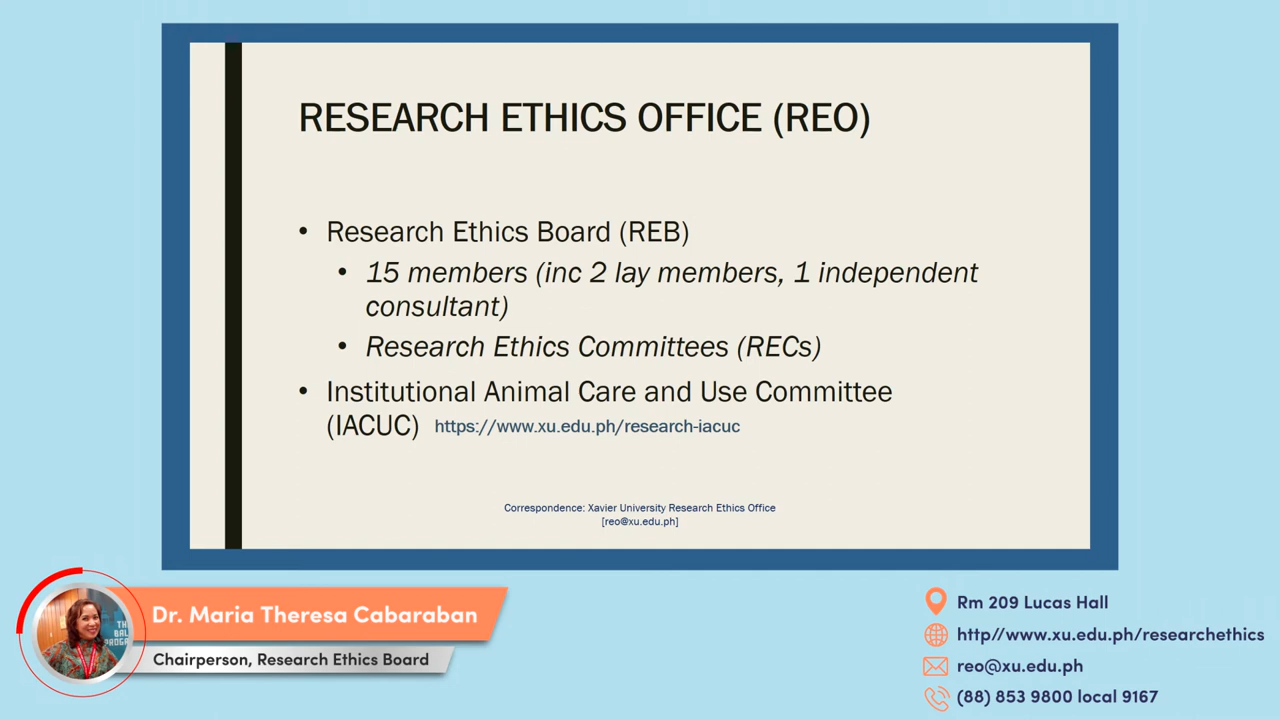 RESEARCH ETHICS OFFICE (REO)
• Research Ethics Board (REB)
• 15 members (inc 2 lay members, 1 independent
consultant)
• Research Ethics Committees (RECs)
• Institutional Animal Care and Use Committee
(IACUC) https://www.xu.edu.ph/research-iacuc
Correspondence: Xavier University Research Ethics Office
[reo@xu.edu.ph]
Dr. Maria Theresa Cabaraban
Chairperson, Research Ethics Board
Rm 209 Lucas Hall
http//www.xu.edu.ph/researchethics
reo@xu.edu.ph
(88) 853 9800 local 9167